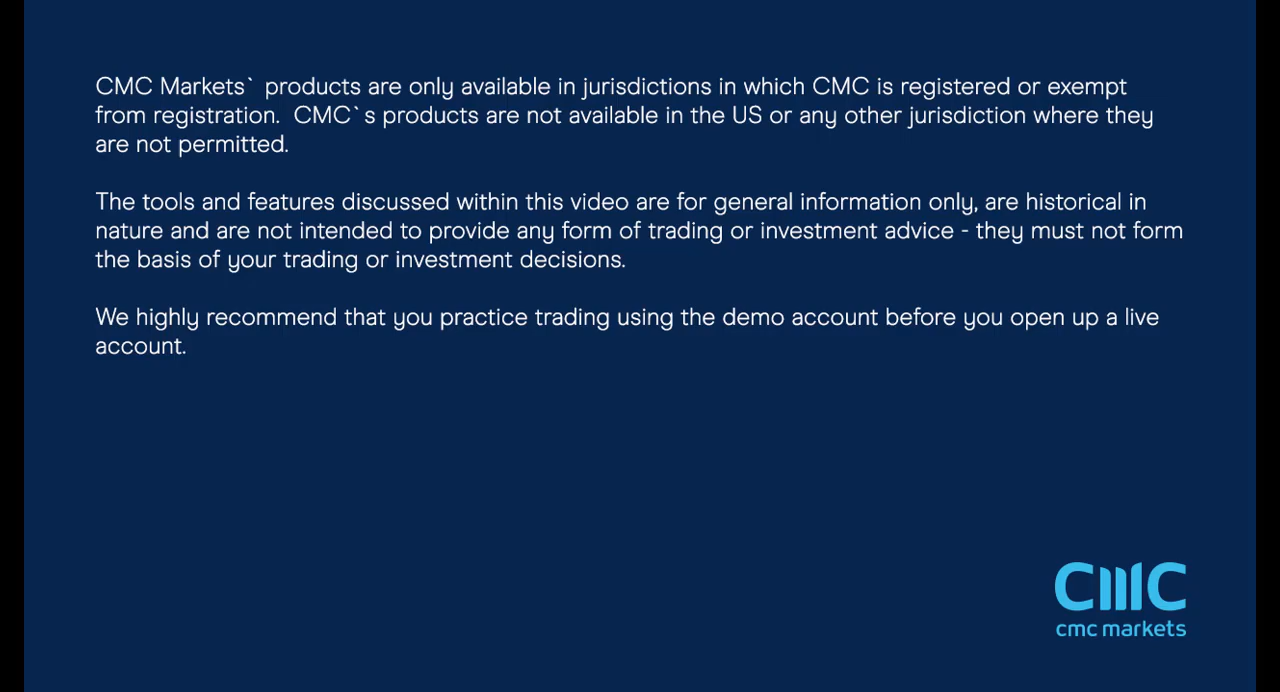 CMC Markets` products are only available in jurisdictions in which CMC is registered or exempt
from registration.  CMC`s products are not available in the US or any other jurisdiction where they
are not permitted.
The tools and features discussed within this video are for general information only, are historical in
nature and are not intended to provide any form of trading or investment advice - they must not form
the basis of your trading or investment decisions.
We highly recommend that you practice trading using the demo account before you open up a live
account.
CMC
cmc markets